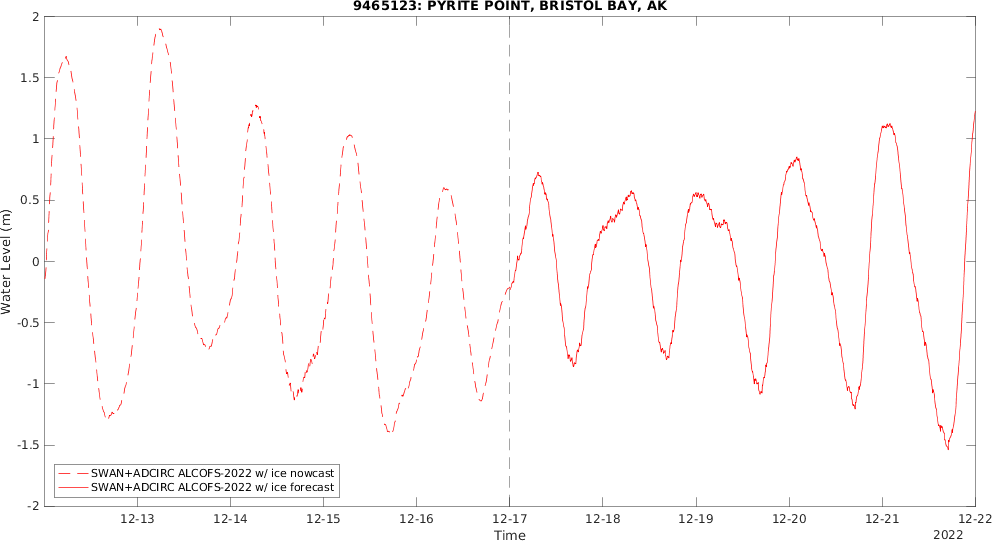 9465123: PYRITE POINT, BRISTOL BAY, AK
2
1.5
1
0.5
0
-0.5
-1
-1.5
-2
Water Level (m)
SWAN+ADCIRC ALCOFS-2022 w/ ice nowcast
SWAN+ADCIRC ALCOFS-2022 w/ ice forecast
12-13 12-14 12-15 12-16 12-17 12-18 12-19 12-20 12-21 12-22
Time
2022